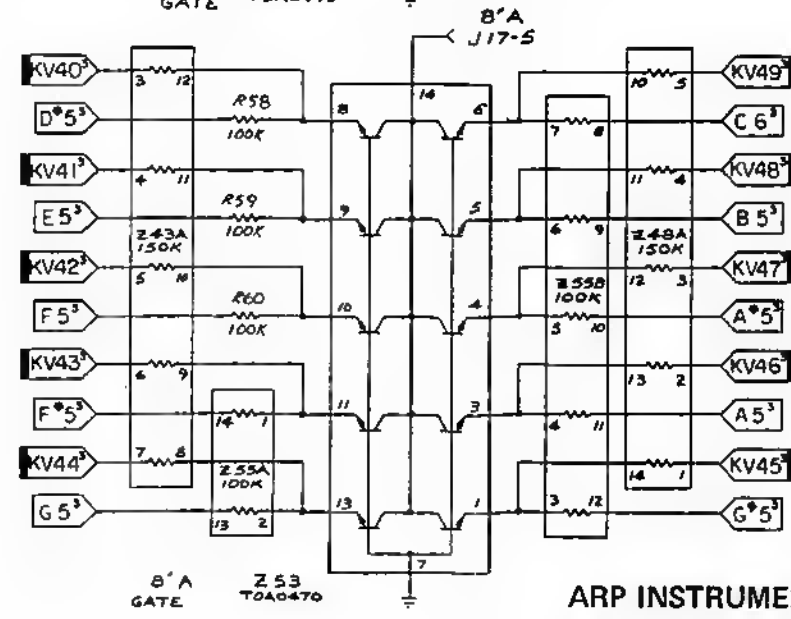 GATE
8'A
J17-5
14
KV40³ 3 12 10 5 KV49³
D#5³ R58 100K 8 6 7 8 C6³
KV41³ 4 11 11 4 KV48³
E5³ R59 100K 9 5 6 9 B5³
Z43A 150K
Z48A 150K
KV42³ 5 10 12 3 KV47
Z55B 100K
F5³ R60 100K 10 4 5 10 A#5³
KV43³ 6 9 13 2 KV46³
F#5³ 14 1 11 3 4 11 A5³
KV44³ 7 8 14 1 KV45³
Z55A 100K
G5³ 13 2 13 1 3 12 G#5³
7
8'A
GATE
Z53
TOA0470
ARP INSTRUME